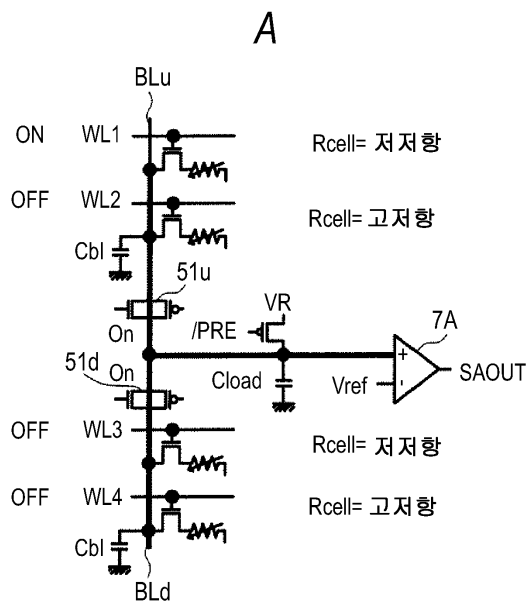 A
BLu
ON WL1 Rcell= 저저항
OFF WL2 Rcell= 고저항
Cbl
51u
On /PRE VR 7A
51d On
Cload
+
-
Vref SAOUT
OFF WL3 Rcell= 저저항
OFF WL4 Rcell= 고저항
Cbl
BLd